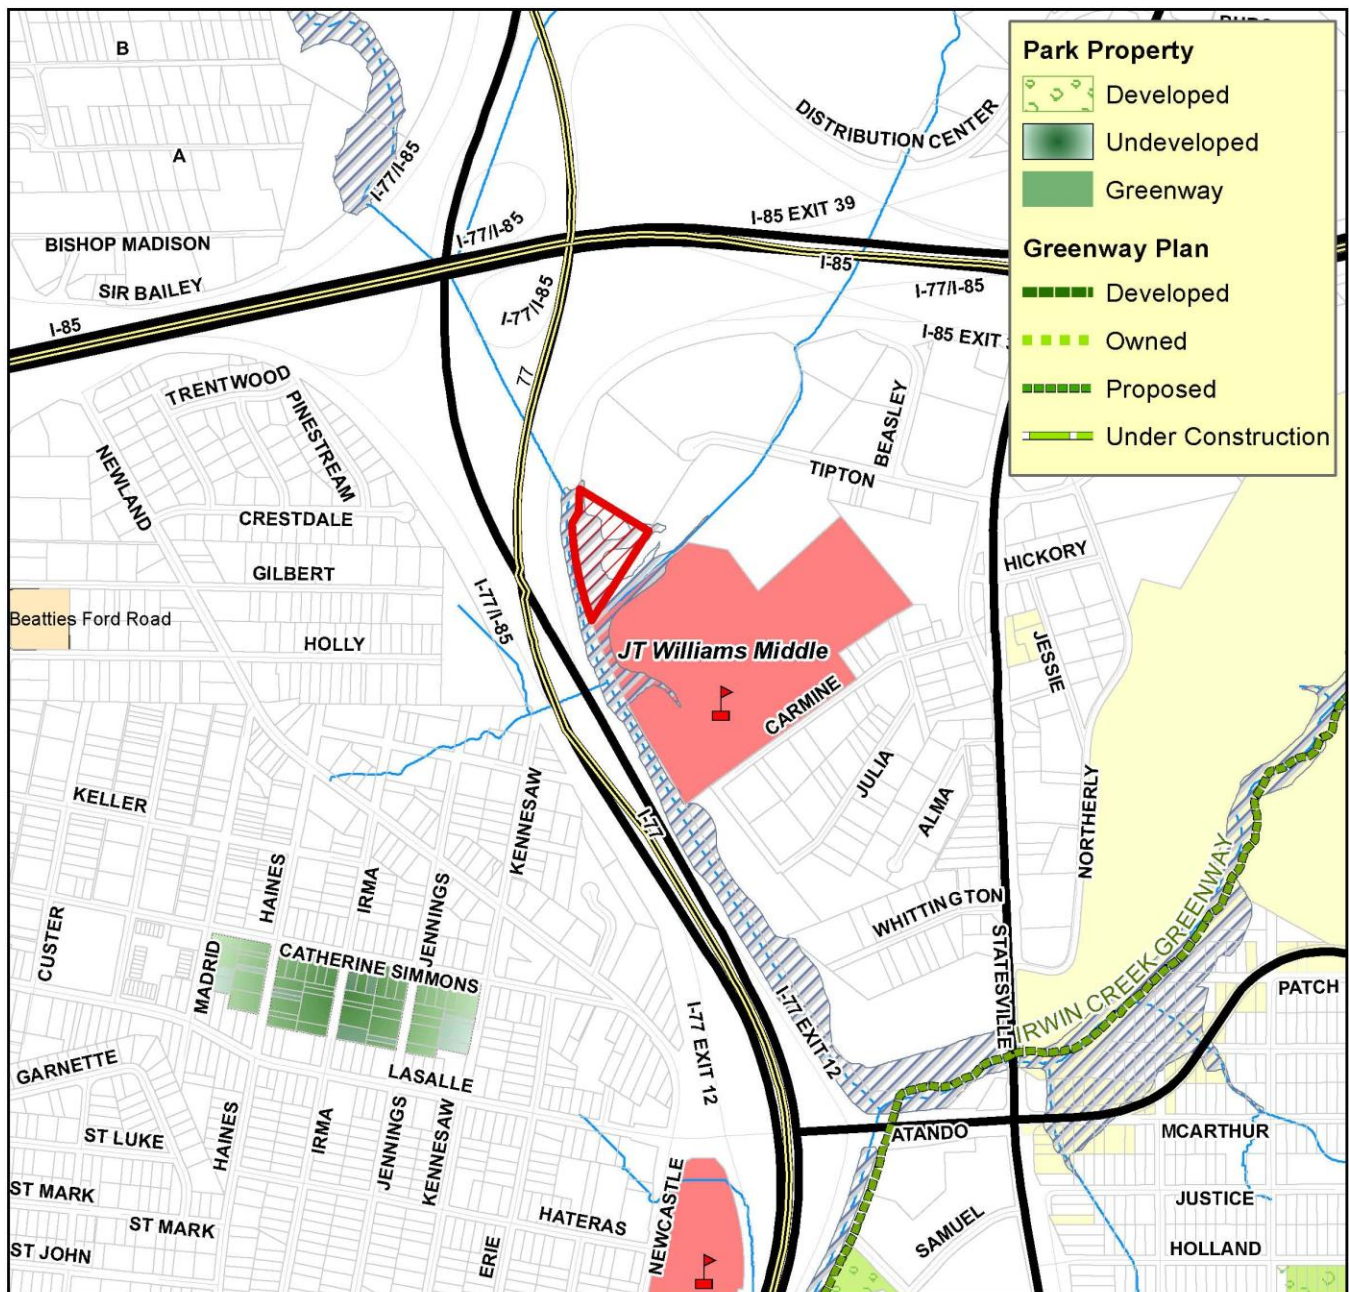 B
A
BISHOP MADISON
SIR BAILEY
I-85
I-77/I-85
I-77/I-85
I-77/I-85
77
DISTRIBUTION CENTER
I-85 EXIT 39
I-85
I-77/I-85
I-85 EXIT
Park Property
Developed
Undeveloped
Greenway
Greenway Plan
Developed
Owned
Proposed
Under Construction
TRENTWOOD
PINESTREAM
NEWLAND
CRESTDALE
GILBERT
Beatties Ford Road
HOLLY
I-77/I-85
BEASLEY
TIPTON
HICKORY
JESSIE
JT Williams Middle
CARMINE
JULIA
ALMA
NORTHERLY
WHITTINGTON
STATESVILLE
IRWIN CREEK GREENWAY
PATCH
KELLER
KENNESAW
I-77
HAINES
IRMA
JENNINGS
CUSTER
MADRID
CATHERINE SIMMONS
I-77 EXIT 12
I-77 EXIT 12
GARNETTE
LASALLE
ST LUKE
HAINES
IRMA
JENNINGS
KENNESAW
ATANDO
MCARTHUR
ST MARK
ST MARK
ST JOHN
ERIE
HATERAS
NEWCASTLE
SAMUEL
JUSTICE
HOLLAND